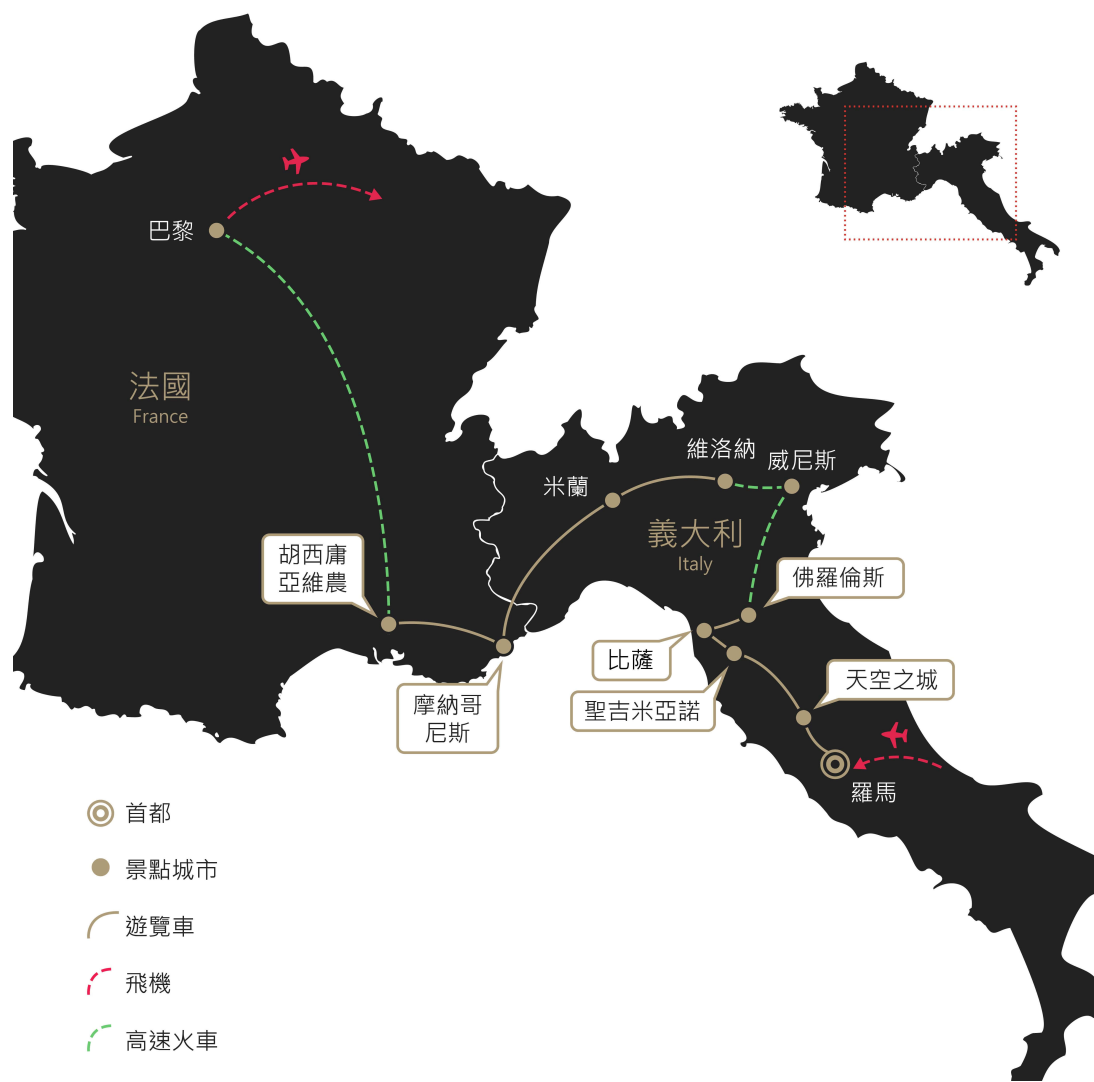 巴黎
法國
France
維洛納
威尼斯
米蘭
義大利
Italy
胡西庸
亞維農
佛羅倫斯
比薩
天空之城
聖吉米亞諾
摩納哥
尼斯
羅馬
首都
景點城市
遊覽車
飛機
高速火車